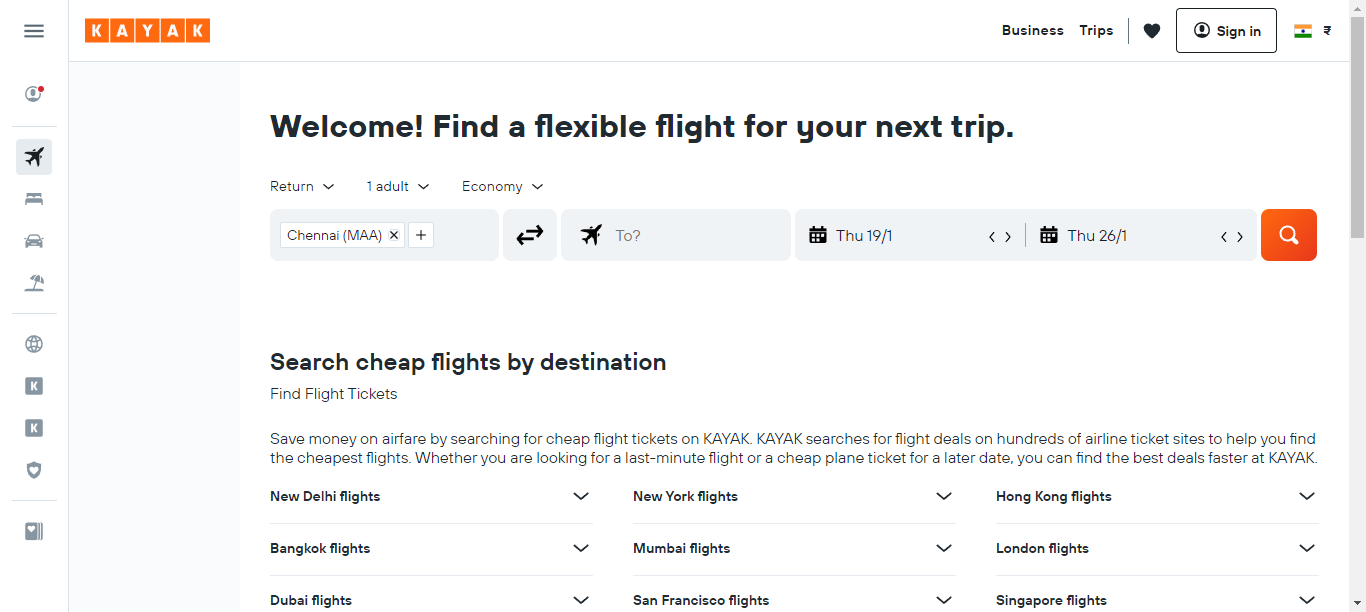 KAYAK
Business Trips Sign in ₹
Welcome! Find a flexible flight for your next trip.
Return 1 adult Economy
Chennai (MAA) To? Thu 19/1 Thu 26/1
Search cheap flights by destination
Find Flight Tickets
Save money on airfare by searching for cheap flight tickets on KAYAK. KAYAK searches for flight deals on hundreds of airline ticket sites to help you find
the cheapest flights. Whether you are looking for a last-minute flight or a cheap plane ticket for a later date, you can find the best deals faster at KAYAK.
New Delhi flights New York flights Hong Kong flights
K
Bangkok flights Mumbai flights London flights
K
Dubai flights San Francisco flights Singapore flights